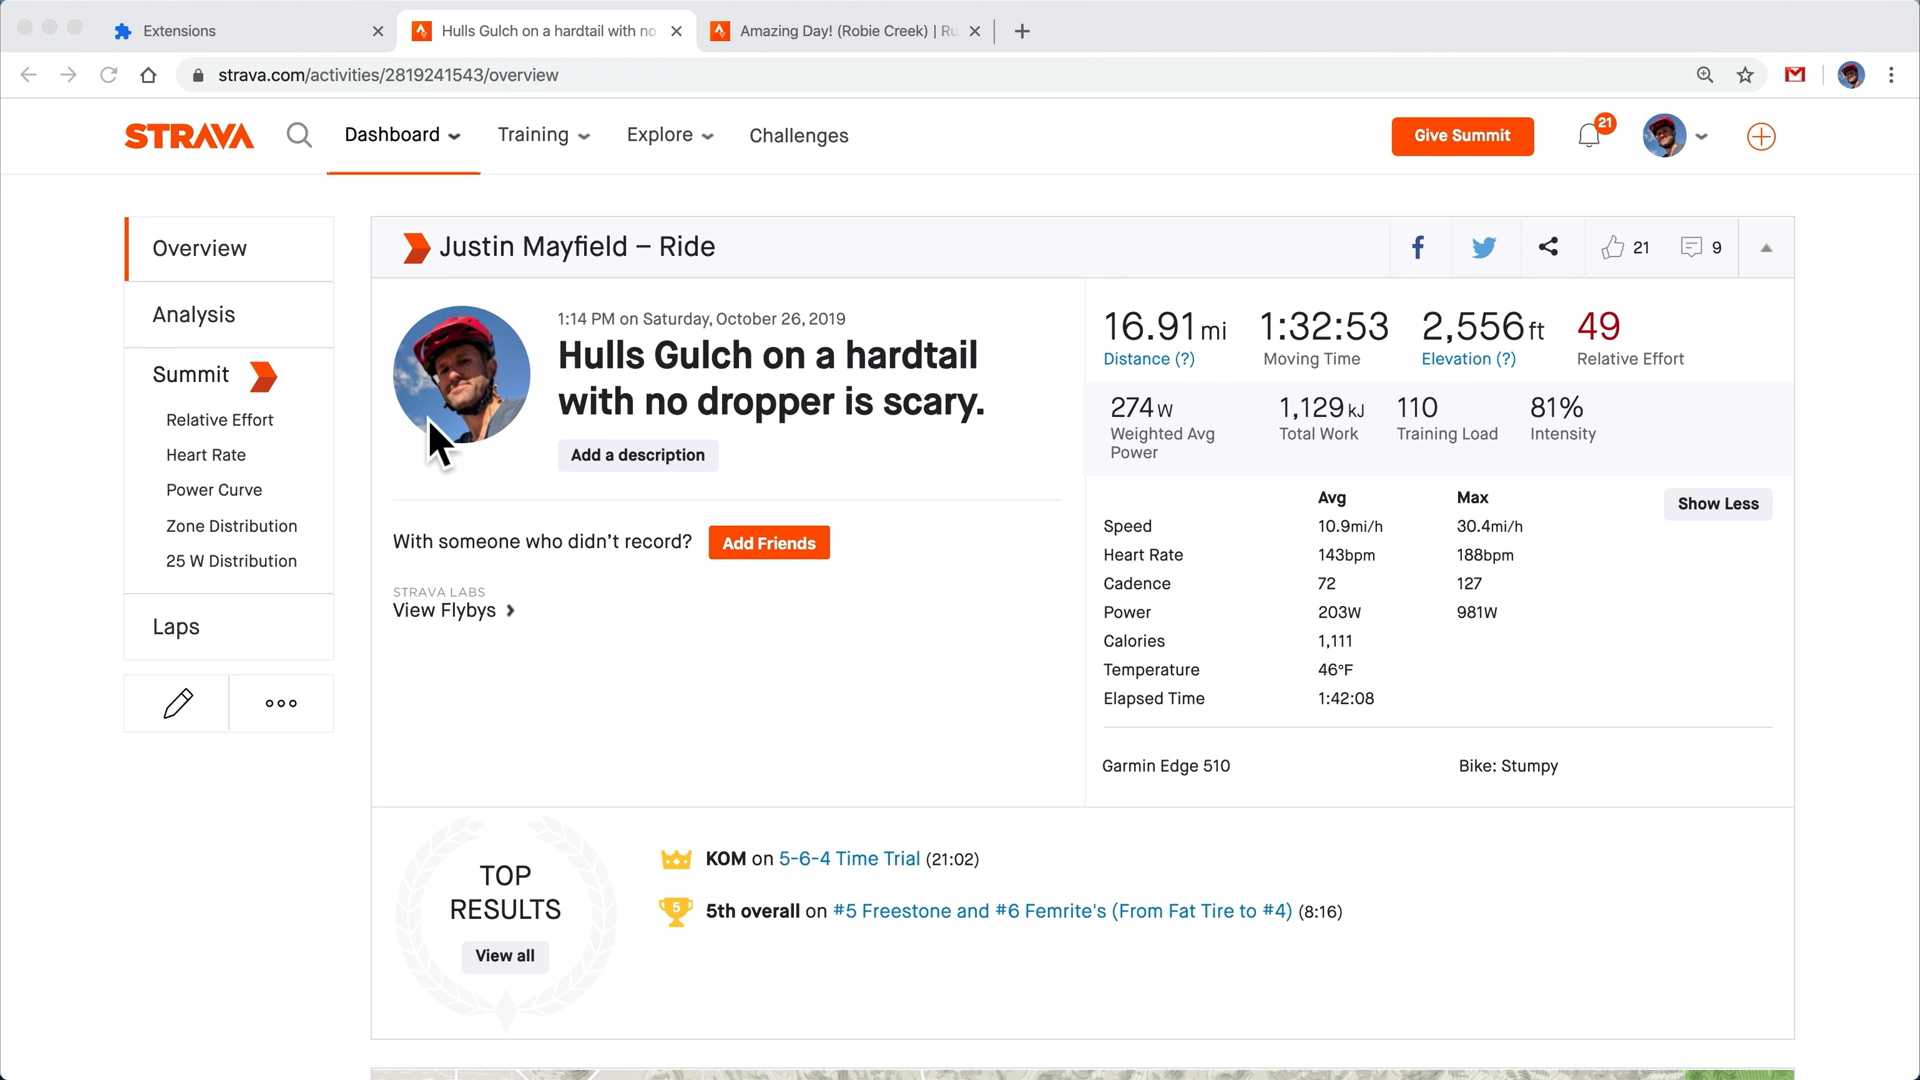 Extensions
Hulls Gulch on a hardtail with no
Amazing Day! (Robie Creek) | Ru
strava.com/activities/2819241543/overview
STRAVA
Dashboard
Training
Explore
Challenges
Give Summit
21
Overview
Analysis
Summit
Relative Effort
Heart Rate
Power Curve
Zone Distribution
25 W Distribution
Laps
Justin Mayfield – Ride
21
9
1:14 PM on Saturday, October 26, 2019
Hulls Gulch on a hardtail
with no dropper is scary.
Add a description
With someone who didn't record?
Add Friends
STRAVA LABS
View Flybys
16.91 mi 1:32:53 2,556 ft 49
Distance (?) Moving Time Elevation (?) Relative Effort
274 W 1,129 kJ 110 81%
Weighted Avg Total Work Training Load Intensity
Power
Avg Max
Show Less
Speed 10.9mi/h 30.4mi/h
Heart Rate 143bpm 188bpm
Cadence 72 127
Power 203W 981W
Calories 1,111
Temperature 46°F
Elapsed Time 1:42:08
Garmin Edge 510 Bike: Stumpy
TOP
RESULTS
View all
KOM on 5-6-4 Time Trial (21:02)
5
5th overall on #5 Freestone and #6 Femrite's (From Fat Tire to #4) (8:16)